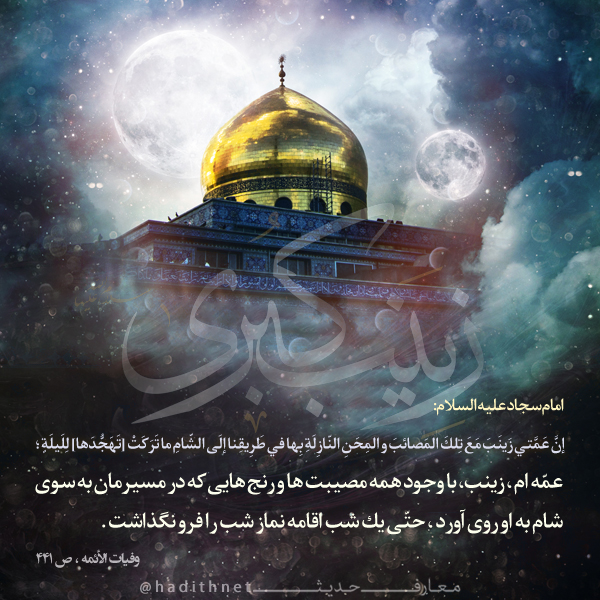 زینب کبری
امام سجاد علیه السلام:
إنَّ عَمَّتي زَينَبَ مَعَ تِلكَ المَصائبَ و المِحَنِ النّازِلَةِ بِها في طَريقِنا إلَى الشّامِ ما تَرَكَتْ [تَهَجُّدَها] لِلَيلَةٍ ؛
عمّه ام، زینب، با وجود همه مصیبت ها و رنج هایی که در مسیرمان به سوی
شام به او روی آورد ، حتّی یك شب اقامه نماز شب را فرو نگذاشت .
وفیات الأئمه ، ص ۴۴۱
معارف حدیث @hadithnet